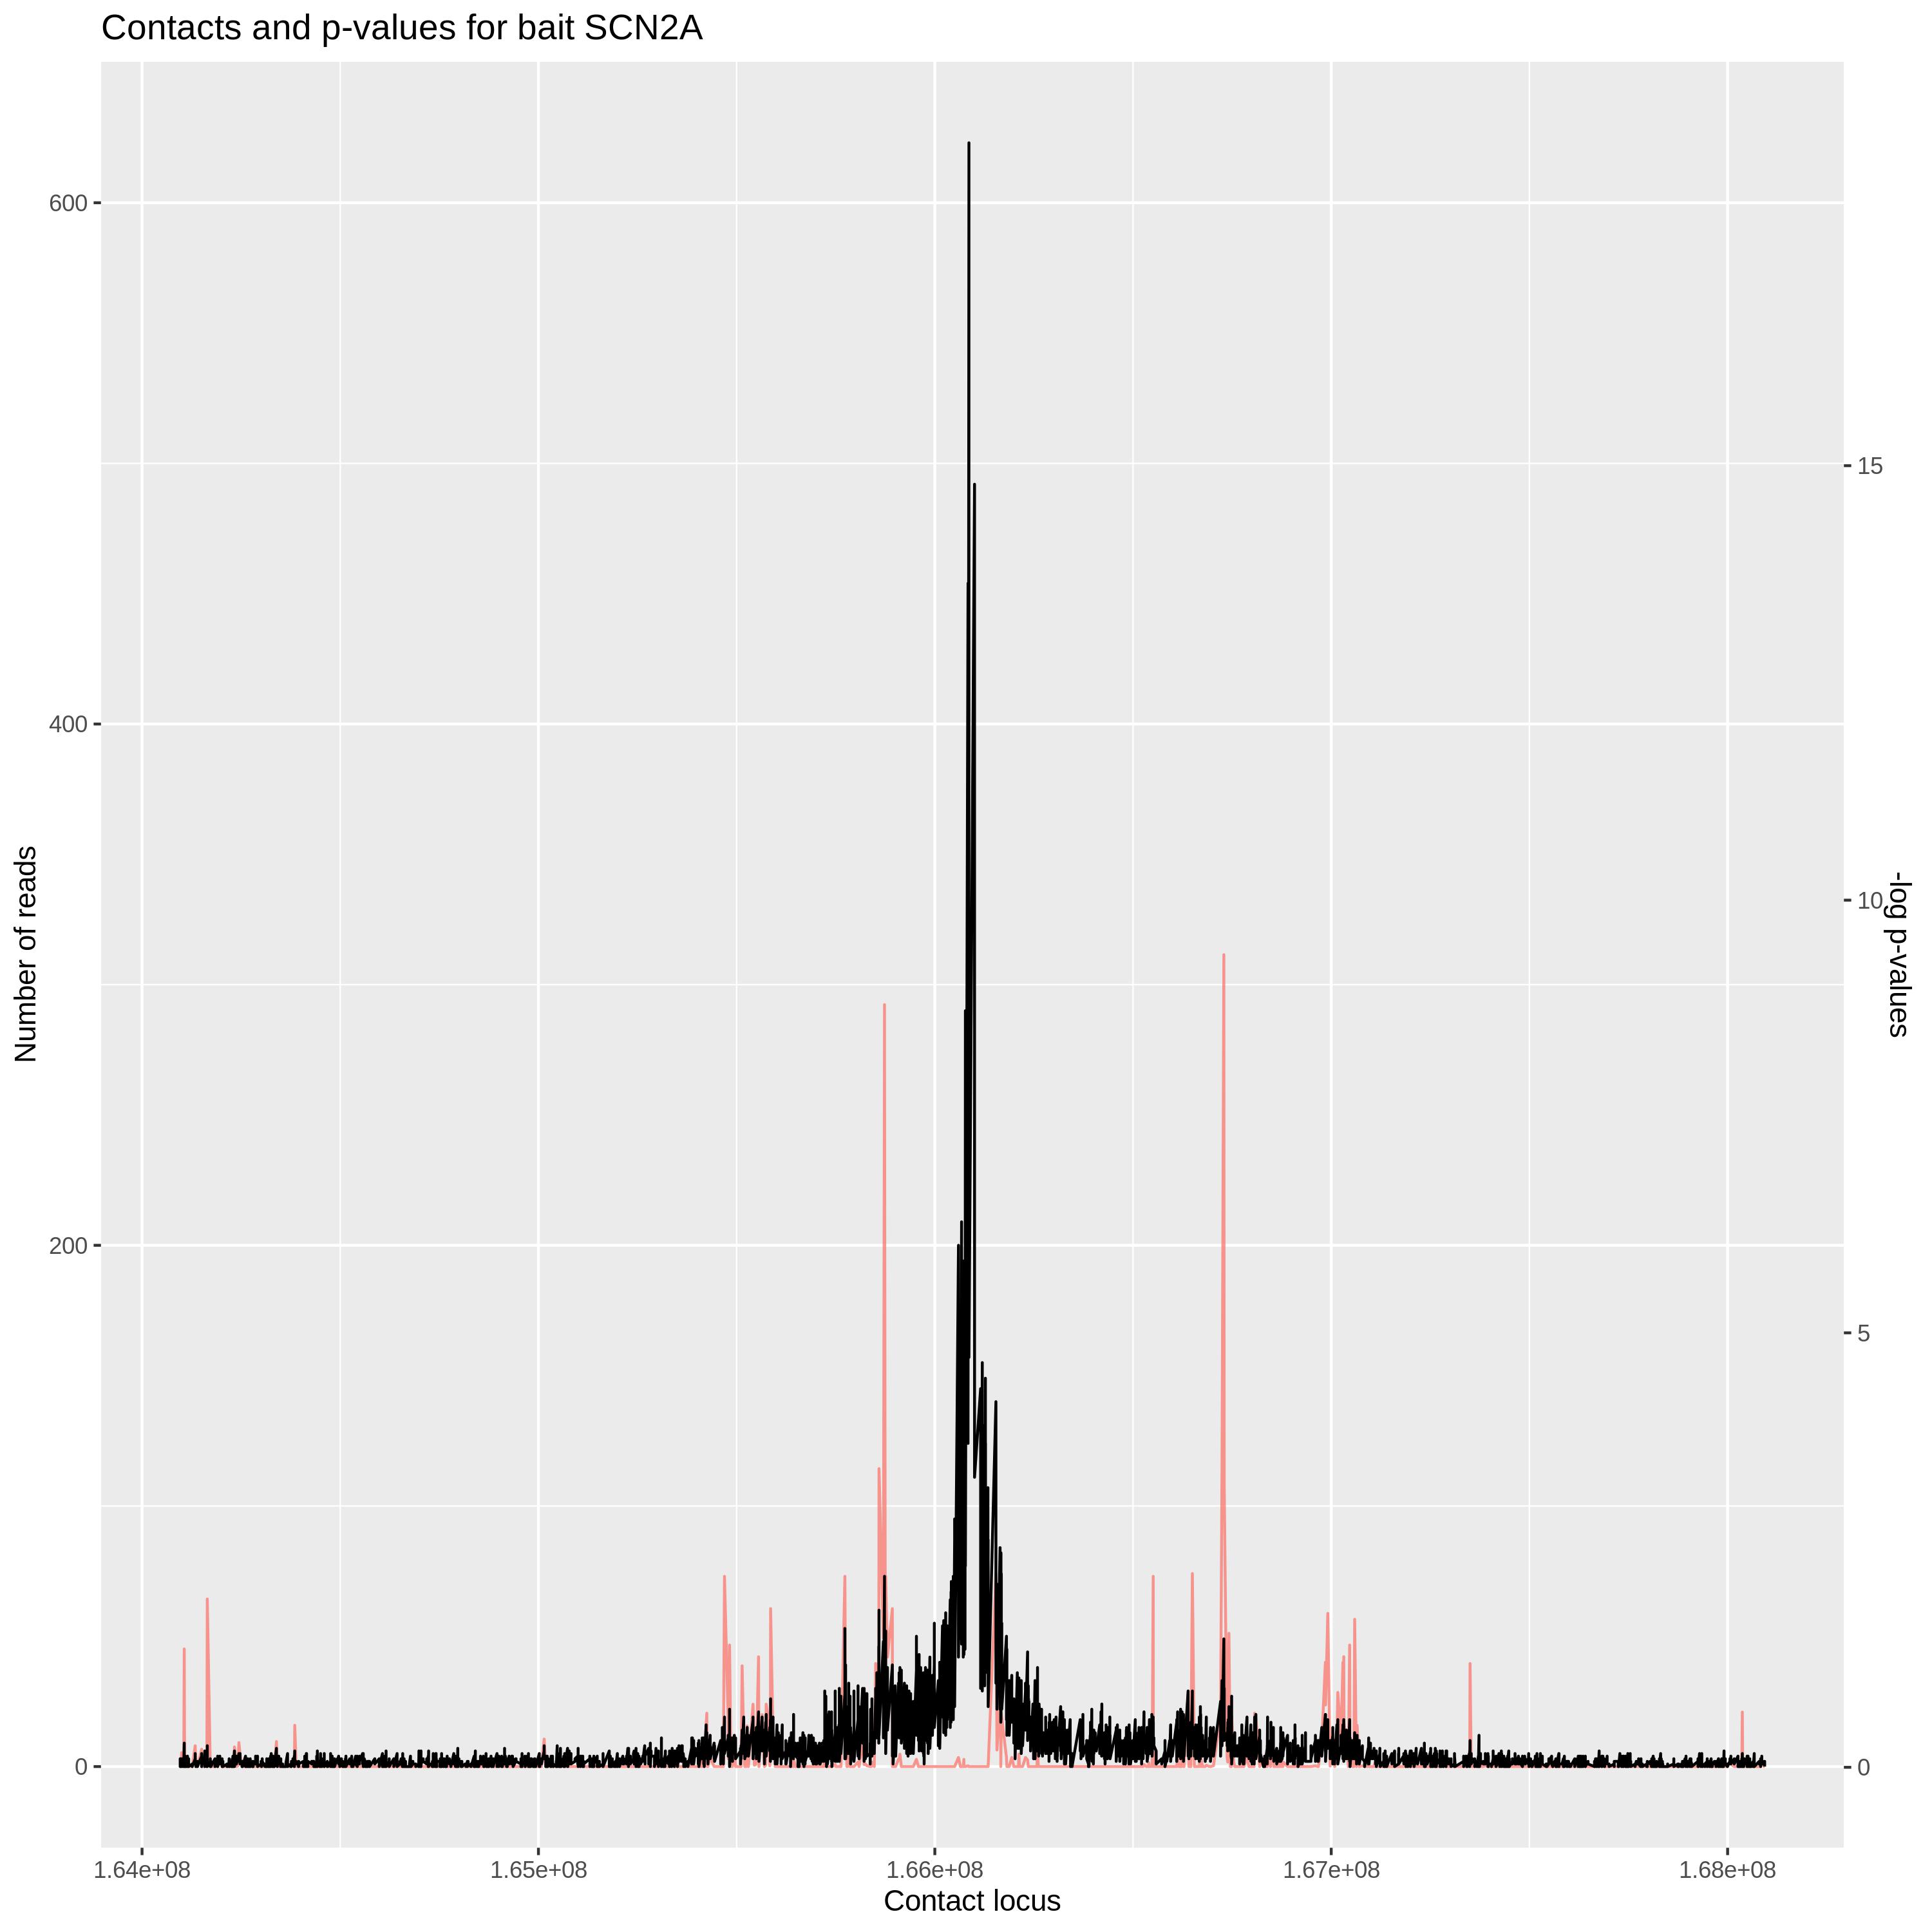 Contacts and p-values for bait SCN2A
600
400
200
0
Number of reads
15
10
5
0
-log p-values
1.64e+08
1.65e+08
1.66e+08
1.67e+08
1.68e+08
Contact locus